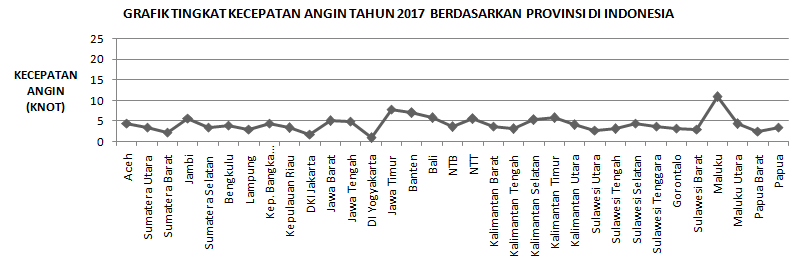 GRAFIK TINGKAT KECEPATAN ANGIN TAHUN 2017 BERDASARKAN PROVINSI DI INDONESIA
KECEPATAN
ANGIN
(KNOT)
25
20
15
10
5
0
Aceh
Sumatera Utara
Sumatera Barat
Jambi
Sumatera Selatan
Bengkulu
Lampung
Kep. Bangka...
Kepulauan Riau
DKI Jakarta
Jawa Barat
Jawa Tengah
DI Yogyakarta
Jawa Timur
Banten
Bali
NTB
NTT
Kalimantan Barat
Kalimantan Tengah
Kalimantan Selatan
Kalimantan Timur
Kalimantan Utara
Sulawesi Utara
Sulawesi Tengah
Sulawesi Selatan
Sulawesi Tenggara
Gorontalo
Sulawesi Barat
Maluku
Maluku Utara
Papua Barat
Papua